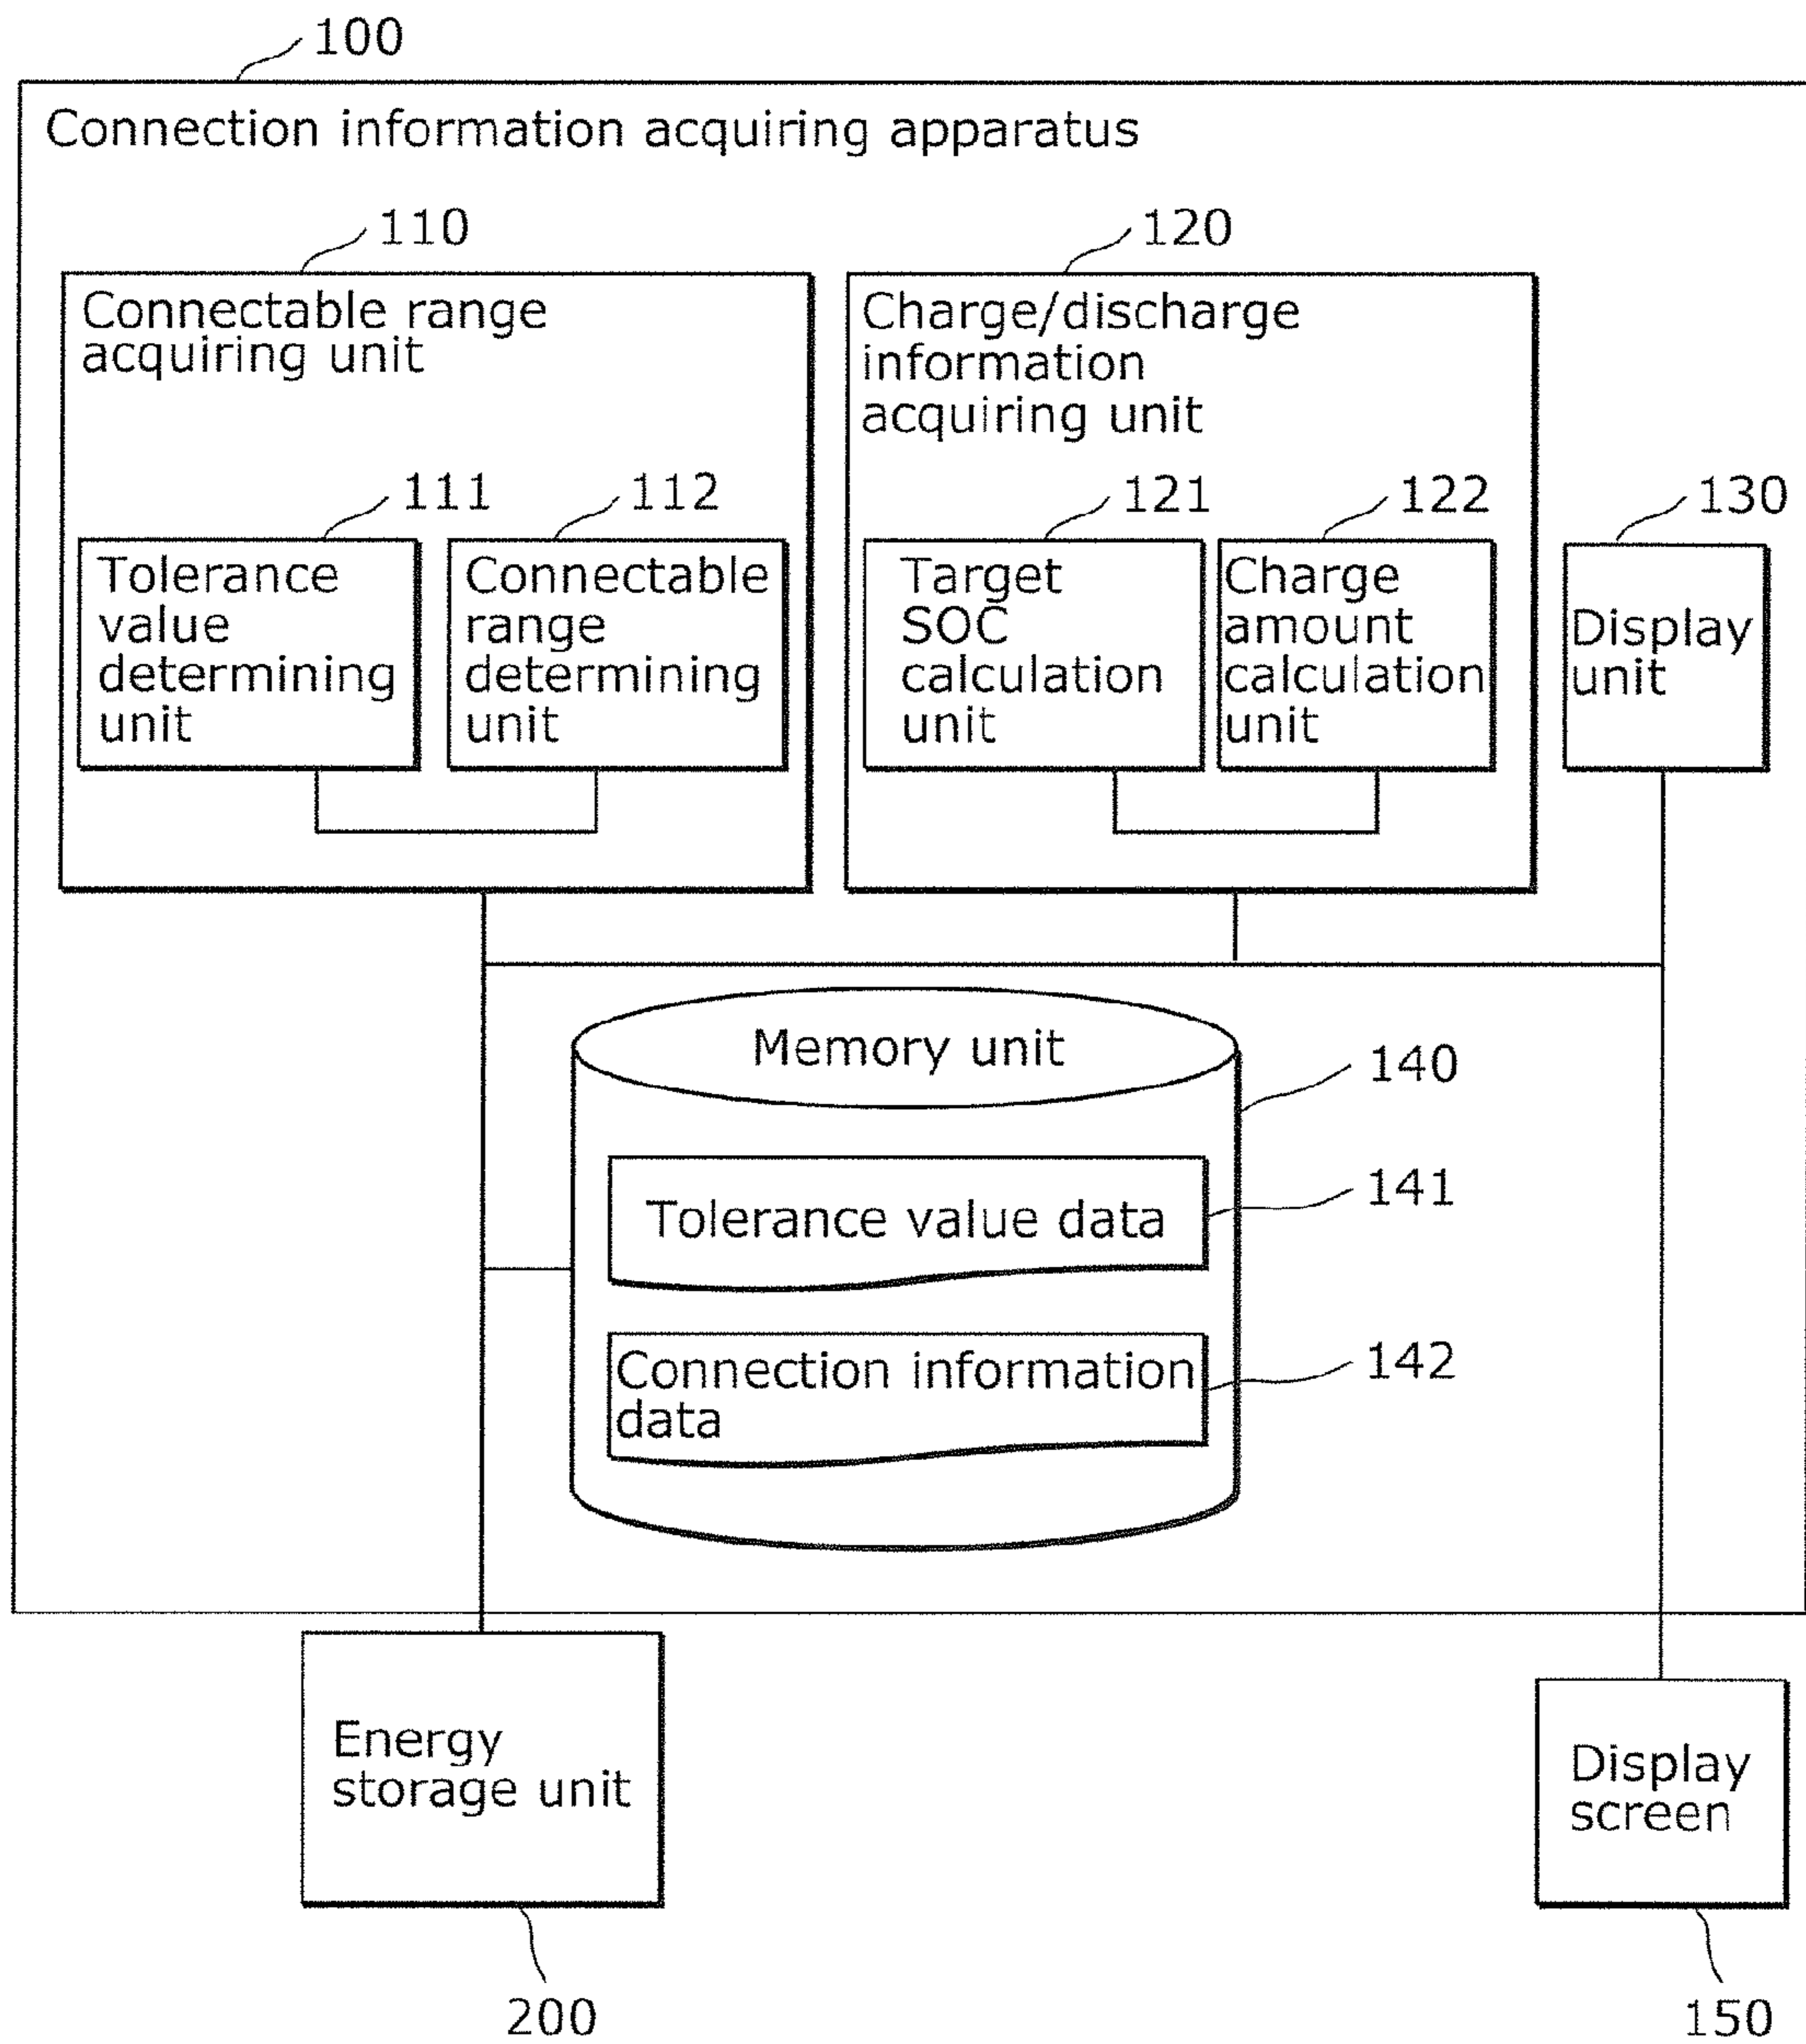 100
Connection information acquiring apparatus
110
120
Connectable range
acquiring unit
Charge/discharge
information
acquiring unit
111
112
121
122
130
Tolerance
value
determining
unit
Connectable
range
determining
unit
Target
SOC
calculation
unit
Charge
amount
calculation
unit
Display
unit
Memory unit
140
Tolerance value data
141
Connection information
data
142
Energy
storage unit
Display
screen
200
150